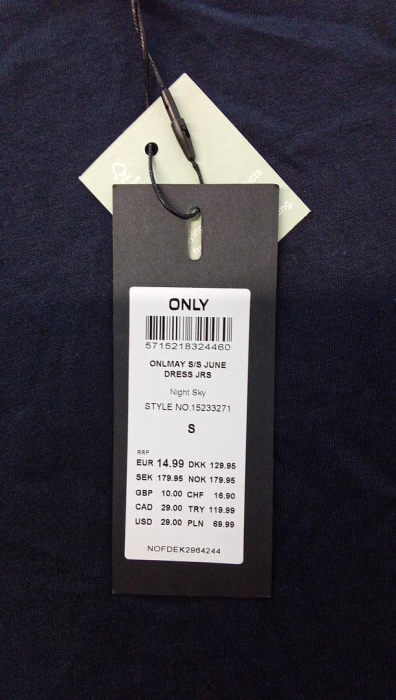 ONLY
5715218324460
ONLMAY S/S JUNE
DRESS JRS
Night Sky
STYLE NO.15233271
S
RRP
EUR 14.99 DKK 129.95
SEK 179.95 NOK 179.95
GBP 10.00 CHF 16.90
CAD 29.00 TRY 119.99
USD 29.00 PLN 69.99
NOFDEK2964244